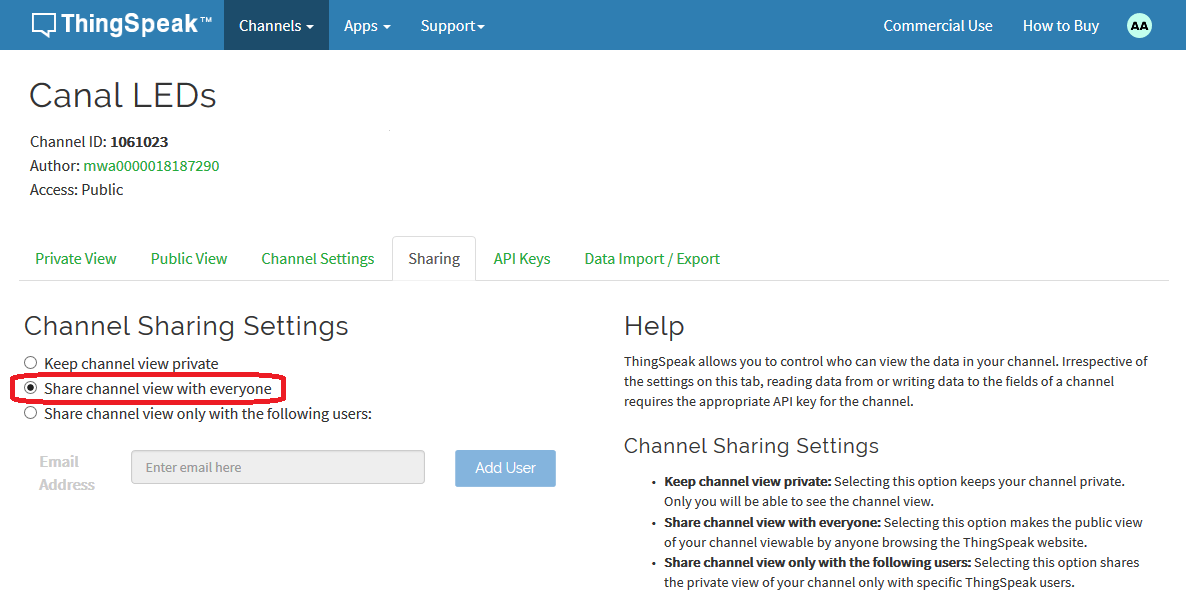 ThingSpeak™ Channels Apps Support Commercial Use How to Buy AA
Canal LEDs
Channel ID: 1061023
Author: mwa0000018187290
Access: Public
Private View Public View Channel Settings Sharing API Keys Data Import / Export
Channel Sharing Settings
Keep channel view private
Share channel view with everyone
Share channel view only with the following users:
Email
Address
Enter email here
Add User
Help
ThingSpeak allows you to control who can view the data in your channel. Irrespective of
the settings on this tab, reading data from or writing data to the fields of a channel
requires the appropriate API key for the channel.
Channel Sharing Settings
• Keep channel view private: Selecting this option keeps your channel private.
Only you will be able to see the channel view.
• Share channel view with everyone: Selecting this option makes the public view
of your channel viewable by anyone browsing the ThingSpeak website.
• Share channel view only with the following users: Selecting this option shares
the private view of your channel only with specific ThingSpeak users.